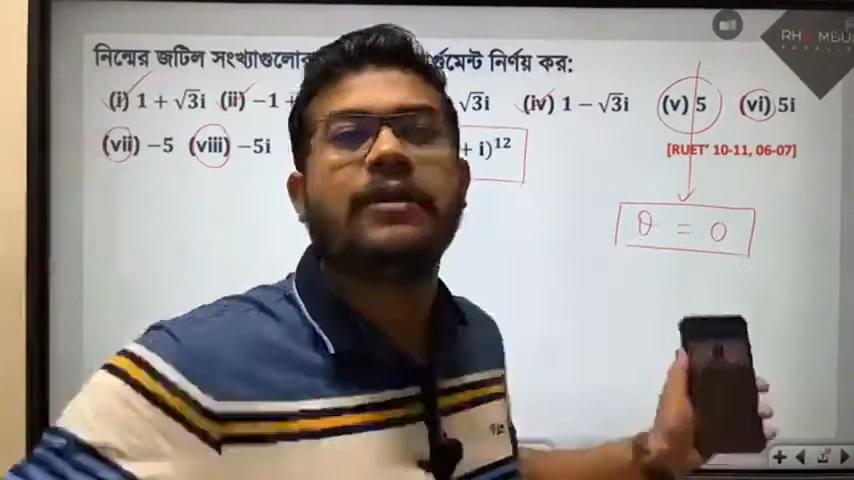 নিম্নের জটিল সংখ্যাগুলোর র্গুমেন্ট নির্ণয় কর:
(i) 1 + √3i (ii) −1 + √3i (iv) 1 − √3i (v) 5 (vi) 5i
(vii) −5 (viii) −5i + i)¹² [RUET' 10-11, 06-07]
θ = 0
RHOMBUS